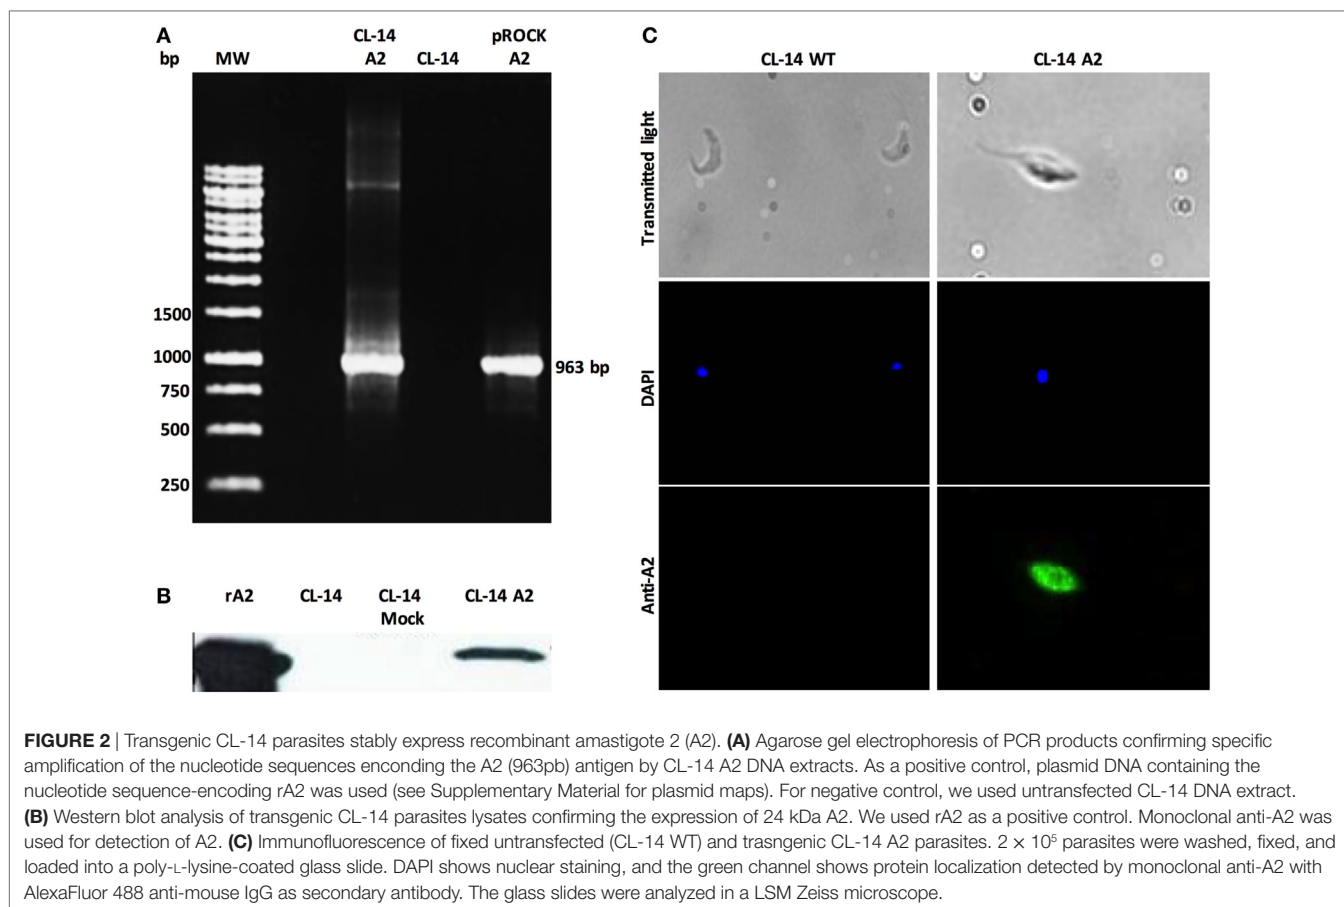 A
bp
MW
CL-14
A2
CL-14
pROCK
A2
1500
1000
750
500
250
963 bp
B
rA2
CL-14
CL-14
Mock
CL-14 A2
C
CL-14 WT
CL-14 A2
Transmitted light
DAPI
Anti-A2
FIGURE 2 | Transgenic CL-14 parasites stably express recombinant amastigote 2 (A2). (A) Agarose gel electrophoresis of PCR products confirming specific
amplification of the nucleotide sequences enconding the A2 (963pb) antigen by CL-14 A2 DNA extracts. As a positive control, plasmid DNA containing the
nucleotide sequence-encoding rA2 was used (see Supplementary Material for plasmid maps). For negative control, we used untransfected CL-14 DNA extract.
(B) Western blot analysis of transgenic CL-14 parasites lysates confirming the expression of 24 kDa A2. We used rA2 as a positive control. Monoclonal anti-A2 was
used for detection of A2. (C) Immunofluorescence of fixed untransfected (CL-14 WT) and trasngenic CL-14 A2 parasites. 2 × 10⁵ parasites were washed, fixed, and
loaded into a poly-L-lysine-coated glass slide. DAPI shows nuclear staining, and the green channel shows protein localization detected by monoclonal anti-A2 with
AlexaFluor 488 anti-mouse IgG as secondary antibody. The glass slides were analyzed in a LSM Zeiss microscope.